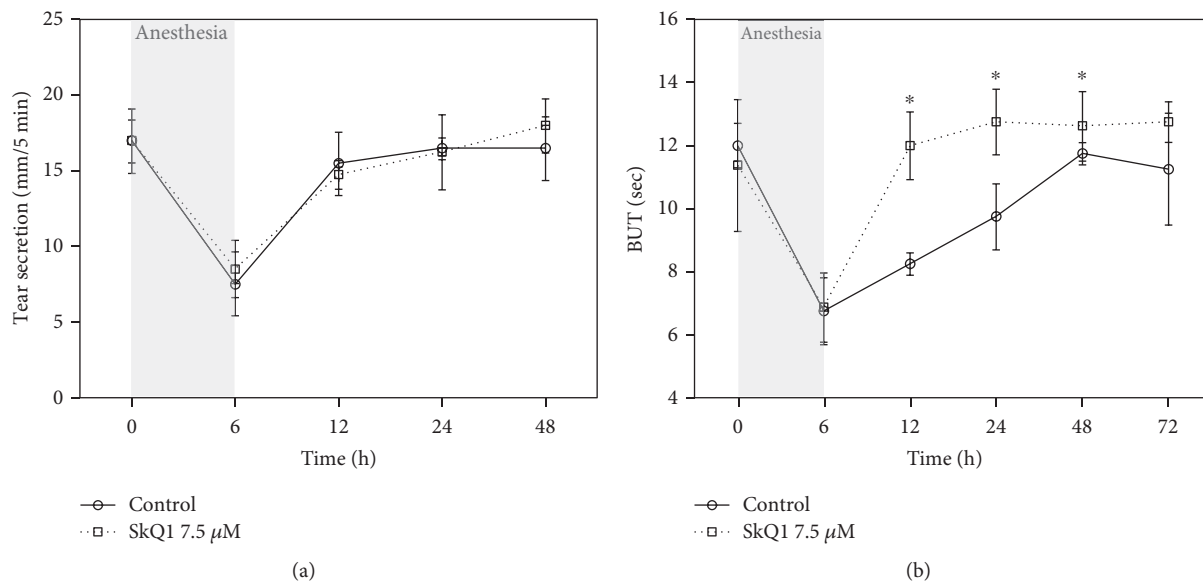 25
20
15
10
5
0
Tear secretion (mm/5 min)
Anesthesia
0 6 12 24 48
Time (h)
Control
SkQ1 7.5 μM
(a)
16
14
12
10
8
6
4
BUT (sec)
Anesthesia
* * *
0 6 12 24 48 72
Time (h)
Control
SkQ1 7.5 μM
(b)